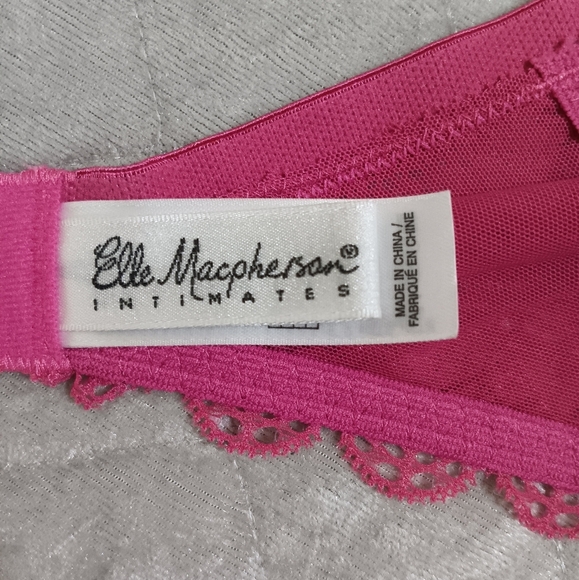 Elle Macpherson®
INTIMATES
MADE IN CHINA /
FABRIQUÉ EN CHINE